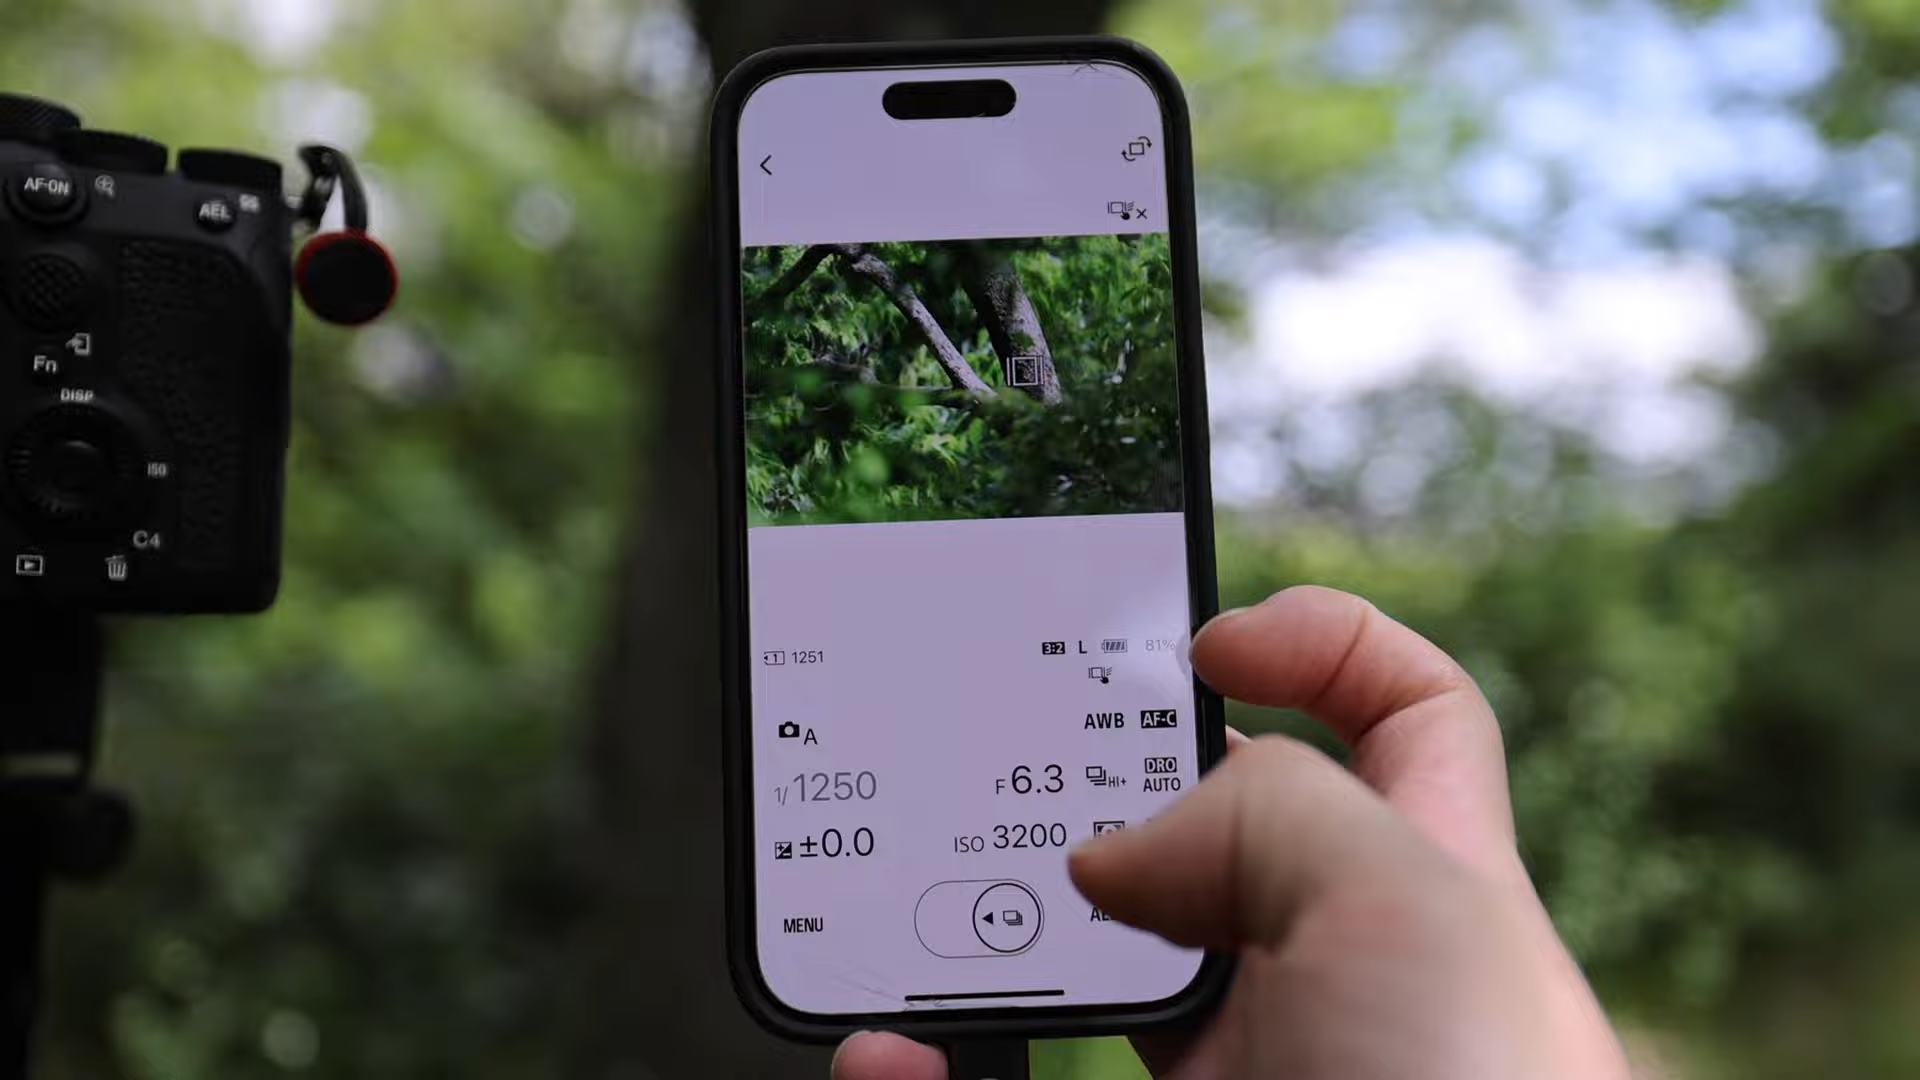 AF-ON
AEL
Fn
DISP
ISO
C4
1 1251
3:2 L 81%
A
AWB AF-C
1/1250
F6.3
HI+
DRO
AUTO
±0.0
ISO 3200
MENU